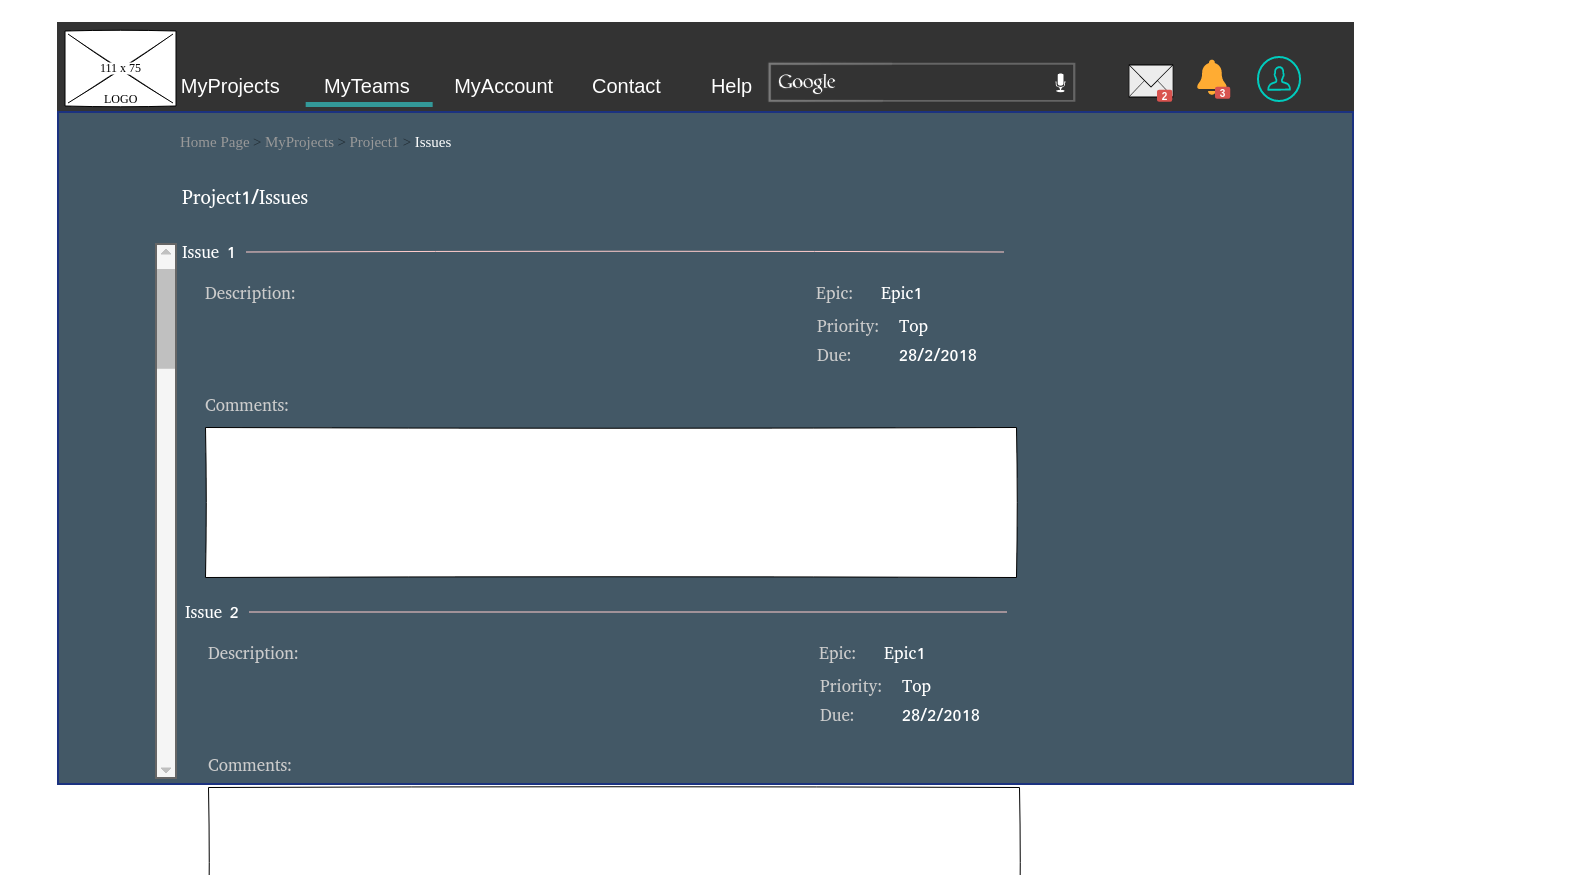 111 x 75
LOGO
MyProjects MyTeams MyAccount Contact Help Google 2 3
Home Page > MyProjects > Project1 > Issues
Project1/Issues
Issue 1
Description: Epic: Epic1
Priority: Top
Due: 28/2/2018
Comments:
Issue 2
Description: Epic: Epic1
Priority: Top
Due: 28/2/2018
Comments: